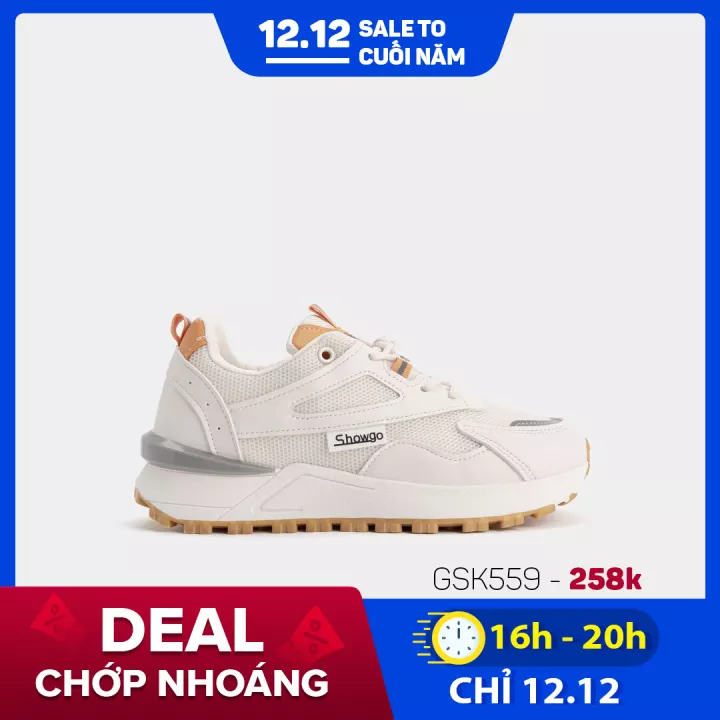 12.12 SALE TO
CUỐI NĂM
Showgo
GSK559 - 258k
DEAL
CHỚP NHOÁNG
16h - 20h
CHỈ 12.12